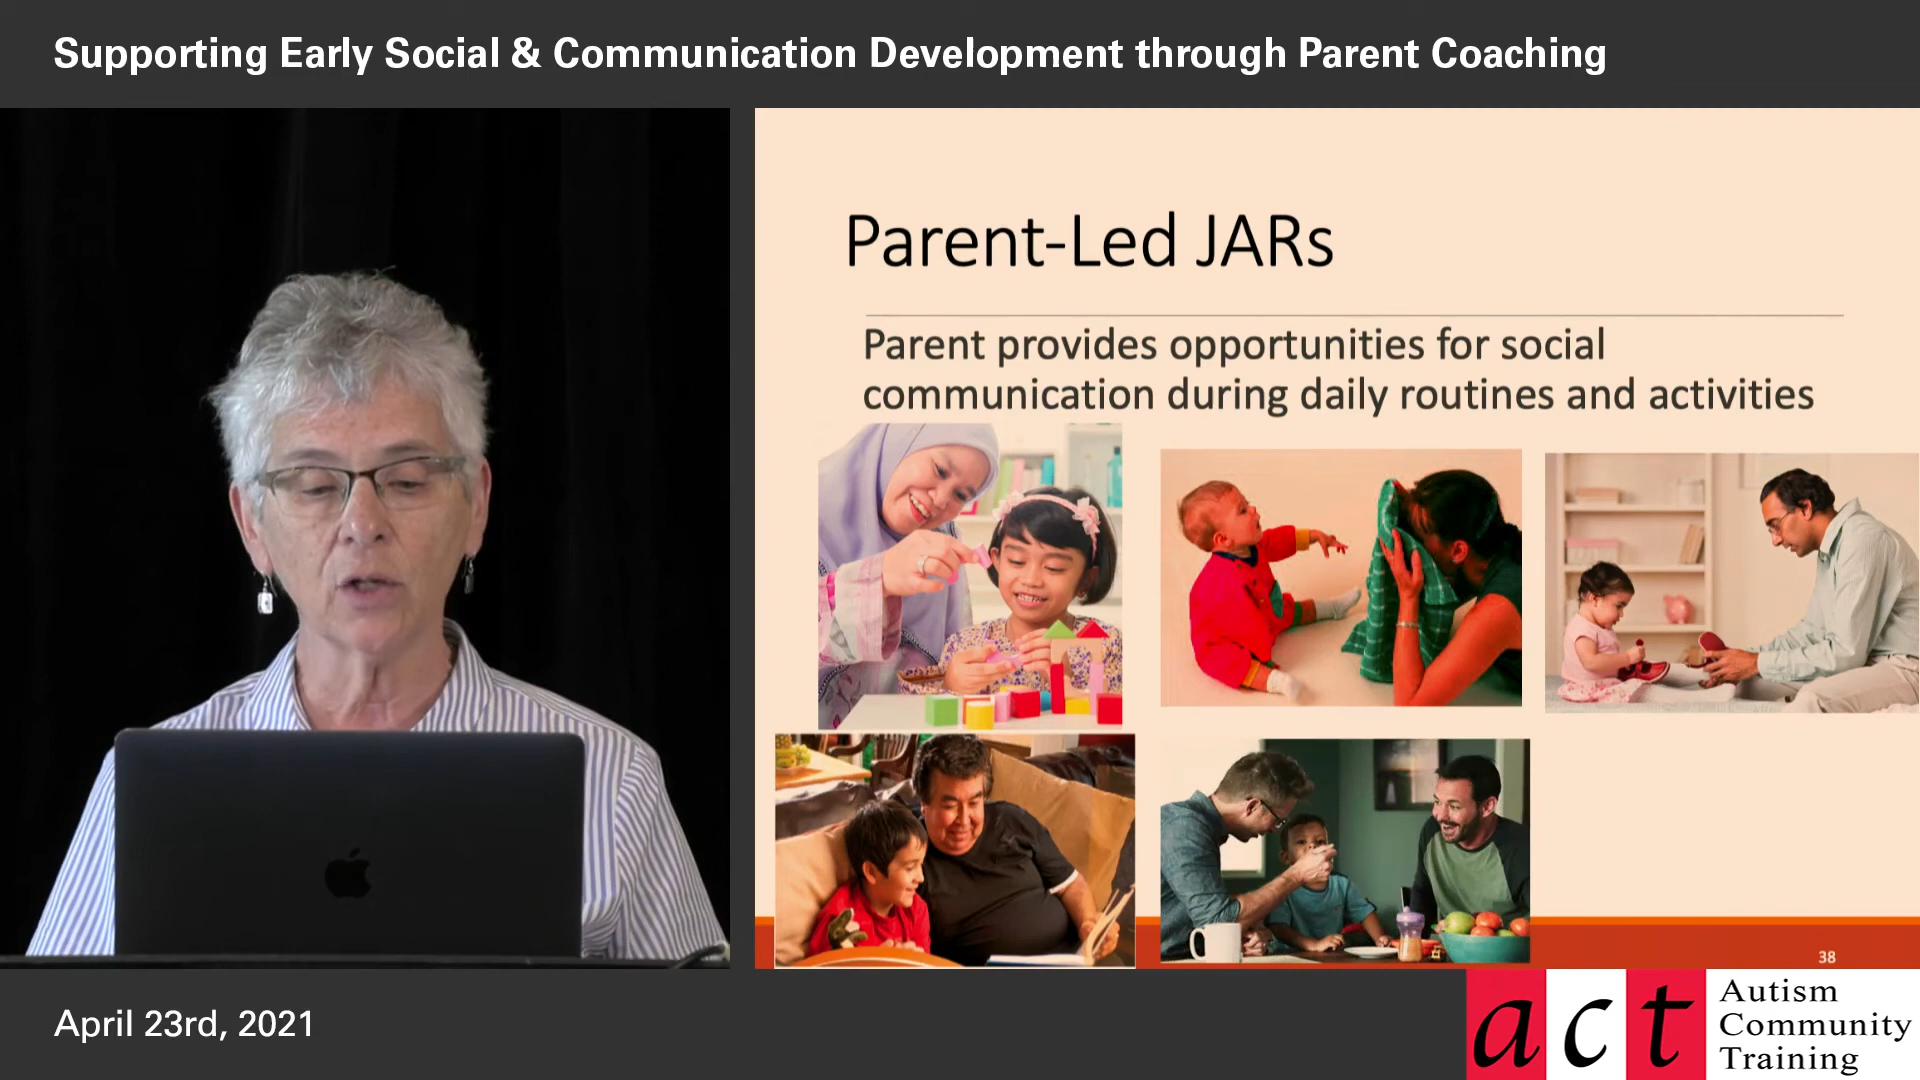 Supporting Early Social & Communication Development through Parent Coaching
Parent-Led JARs
Parent provides opportunities for social
communication during daily routines and activities
38
April 23rd, 2021
act
Autism
Community
Training